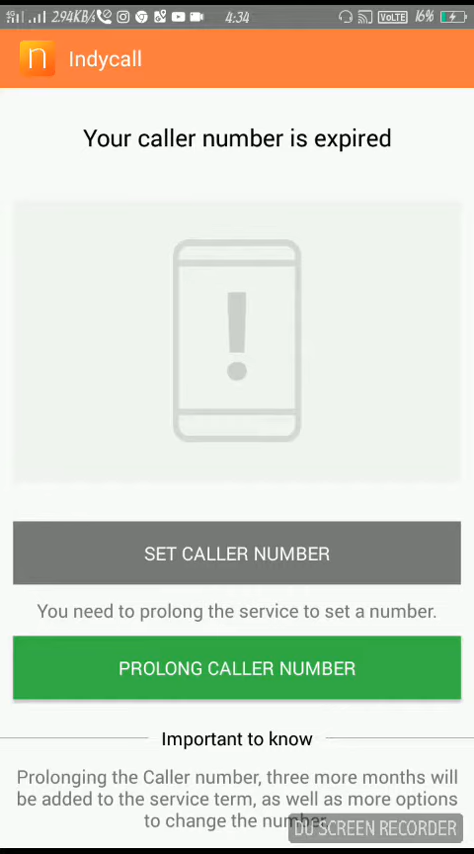 4G 2.94KB/s 4:34 VoLTE 16%
n Indycall
Your caller number is expired
!
SET CALLER NUMBER
You need to prolong the service to set a number.
PROLONG CALLER NUMBER
Important to know
Prolonging the Caller number, three more months will
be added to the service term, as well as more options
to change the number.
DU SCREEN RECORDER